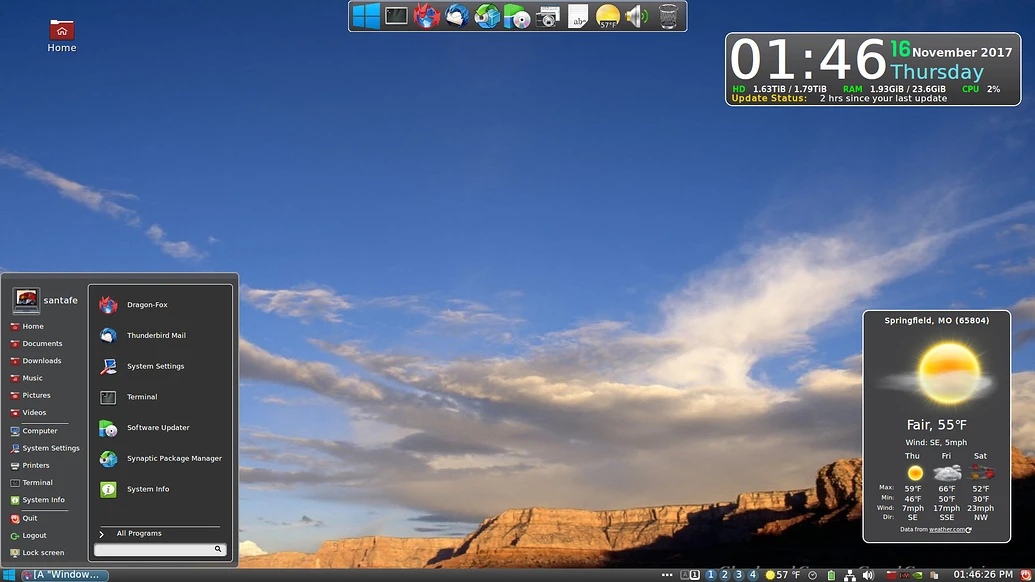 Home
57°F
ab
01:46
16 November 2017
Thursday
HD 1.63TiB / 1.79TiB RAM 1.93GiB / 23.6GiB CPU 2%
Update Status: 2 hrs since your last update
santafe
Home
Documents
Downloads
Music
Pictures
Videos
Computer
System Settings
Printers
Terminal
System Info
Quit
Logout
Lock screen
Dragon-Fox
Thunderbird Mail
System Settings
Terminal
Software Updater
Synaptic Package Manager
System Info
All Programs
Springfield, MO (65804)
Fair, 55°F
Wind: SE, 5mph
Thu Fri Sat
Max: 59°F 66°F 52°F
Min: 46°F 50°F 30°F
Wind: 7mph 17mph 23mph
Dir: SE SSE NW
Data from weather.com
[A "Window...
1 1 2 3 4 57 °F 01:46:26 PM